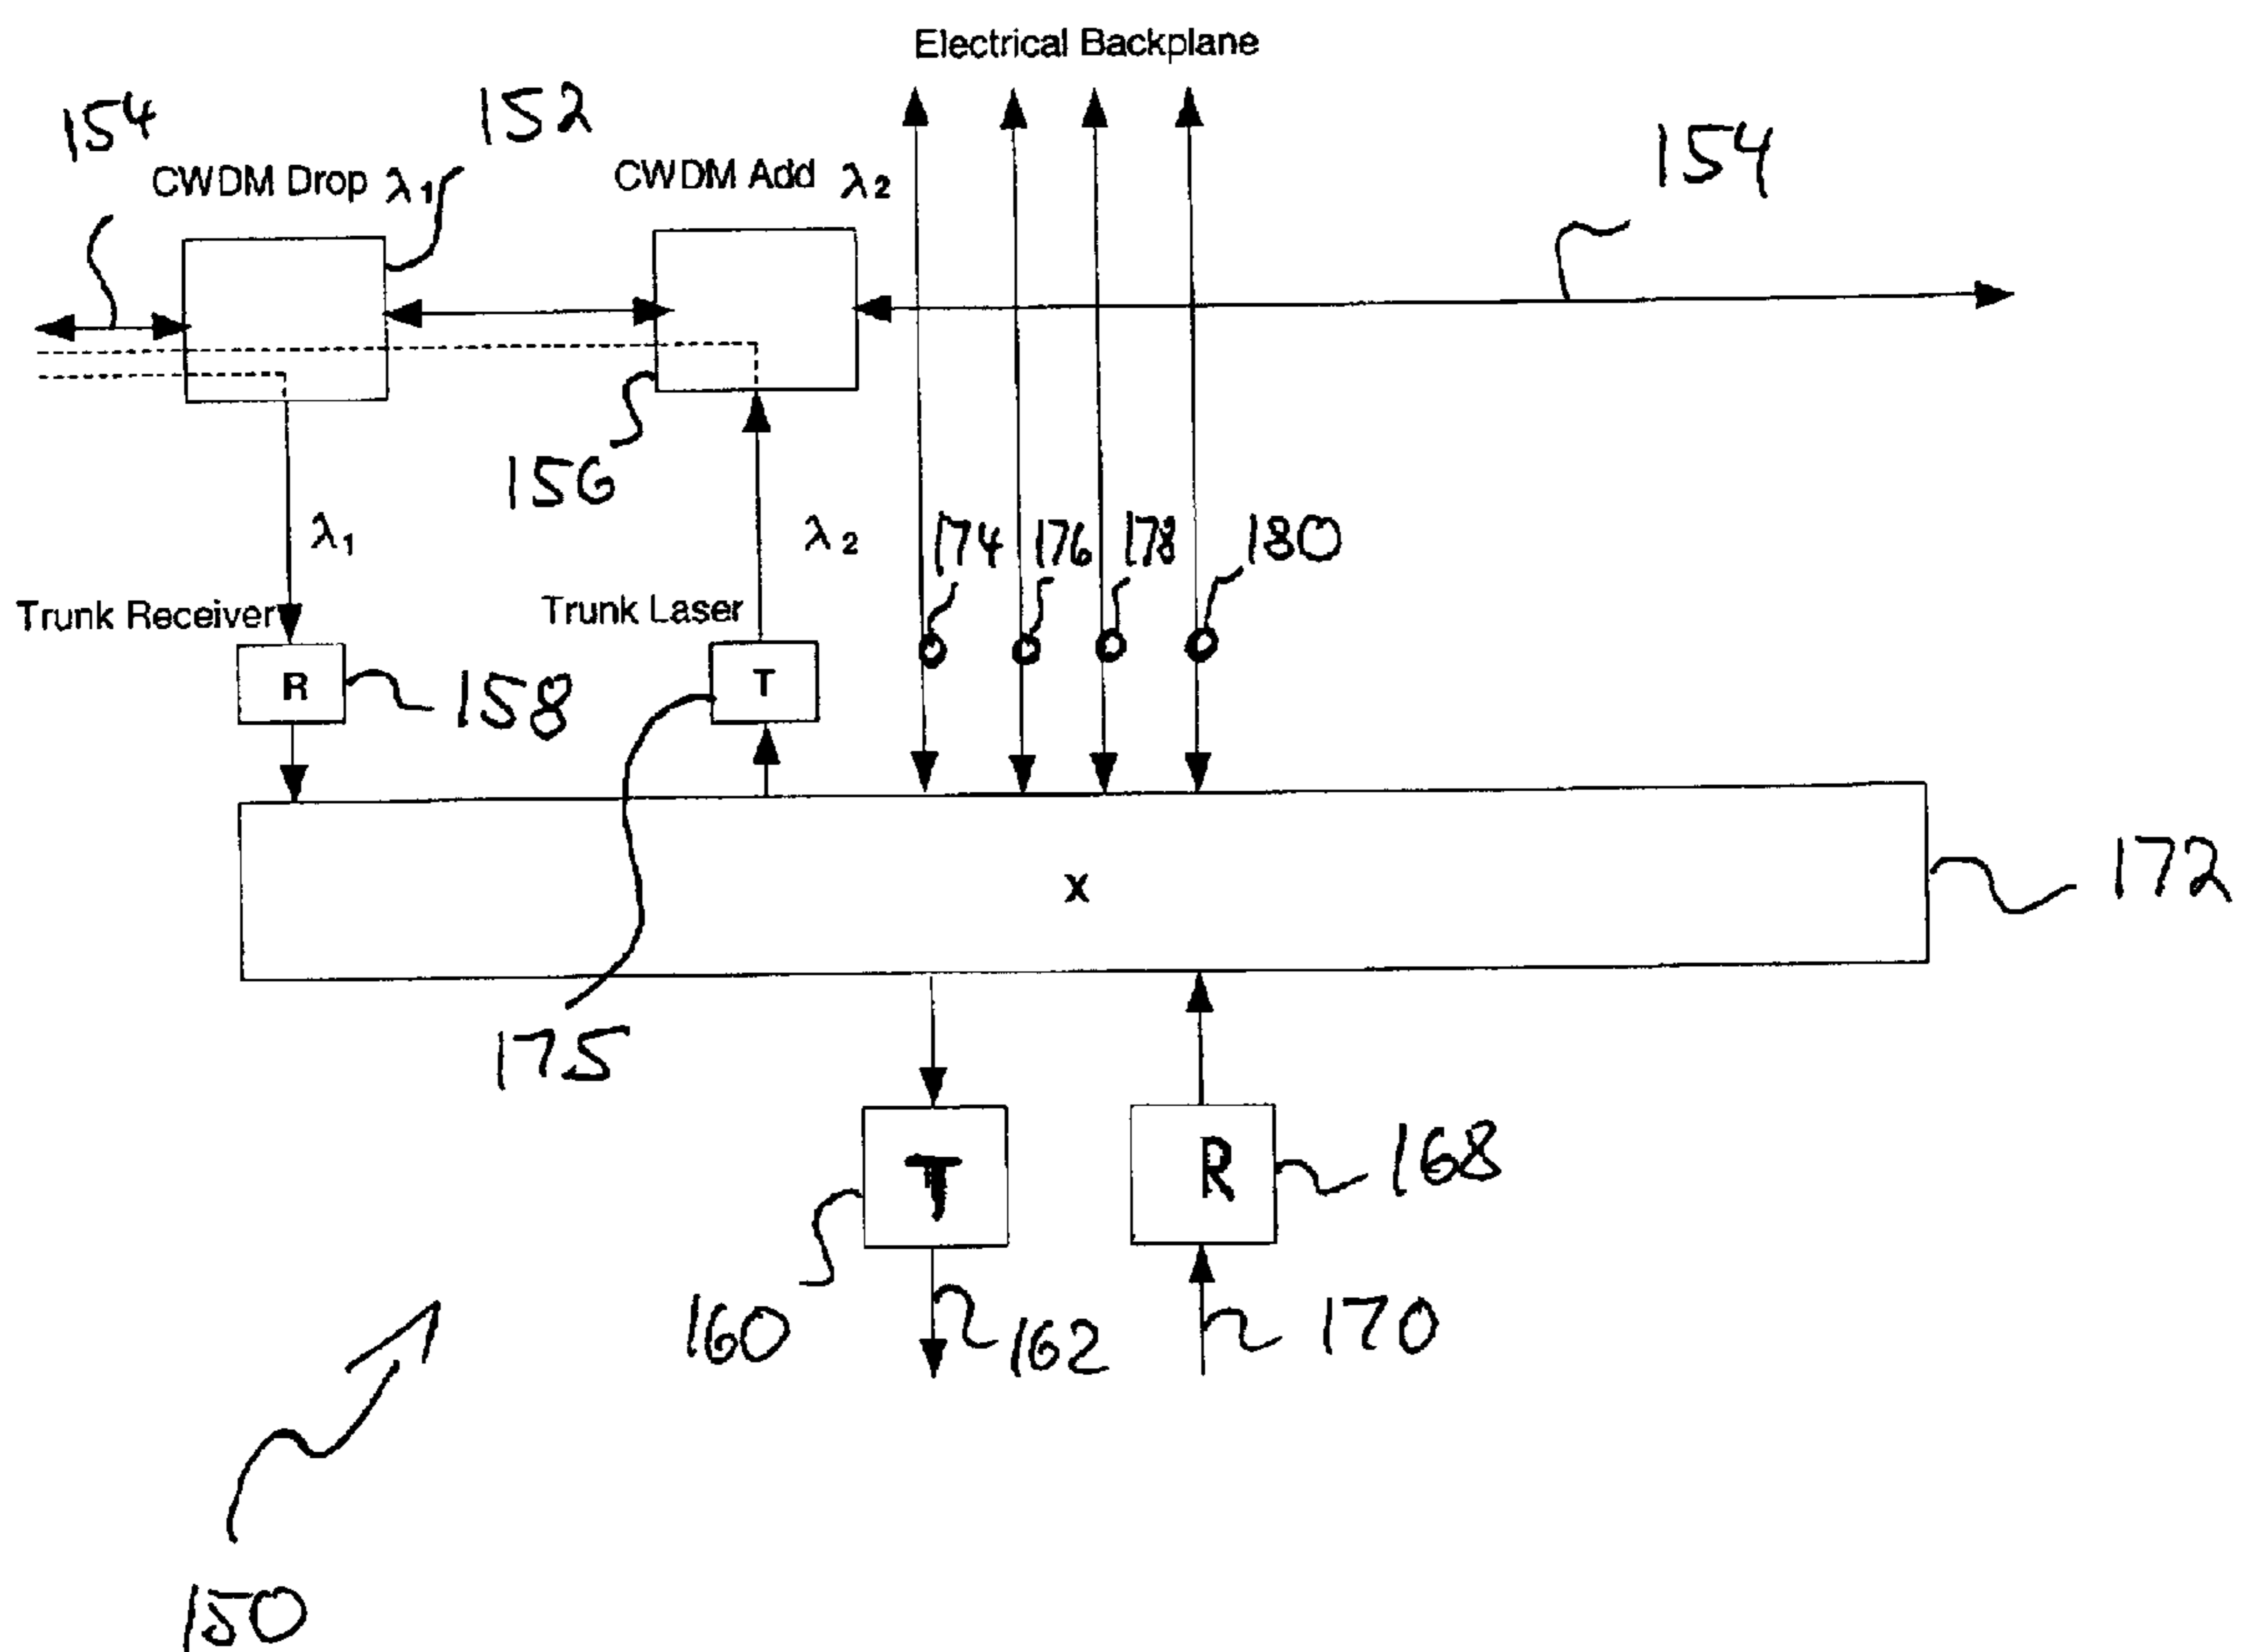 Electrical Backplane
154
152
CWDM Drop λ1
CWDM Add λ2
154
156
λ1
λ2
174
176
178
180
Trunk Receiver
Trunk Laser
R
158
T
X
172
175
T
R
168
160
162
170
150